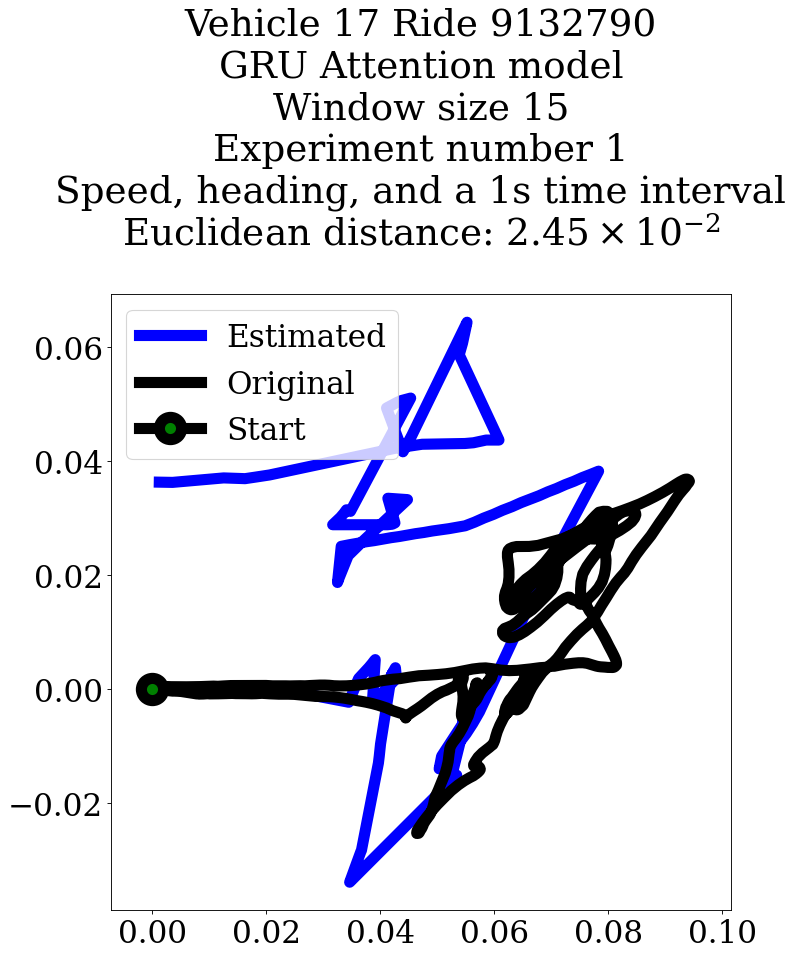 Vehicle 17 Ride 9132790
GRU Attention model
Window size 15
Experiment number 1
Speed, heading, and a 1s time interval
Euclidean distance: 2.45 × 10⁻²
Estimated
Original
Start
0.06
0.04
0.02
0.00
−0.02
0.00 0.02 0.04 0.06 0.08 0.10